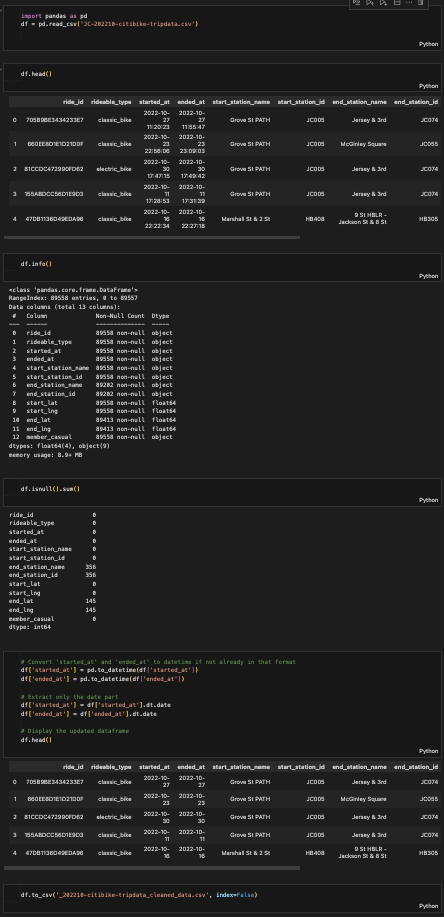 import pandas as pd
df = pd.read_csv('JC-202210-citibike-tripdata.csv')
Python
df.head()
Python
ride_id rideable_type started_at ended_at start_station_name start_station_id end_station_name end_station_id
0 705B9BE3434233E7 classic_bike 2022-10-27 11:20:23 2022-10-27 11:55:47 Grove St PATH JC005 Jersey & 3rd JC074
1 660EE8D1E1D21D0F classic_bike 2022-10-23 22:56:06 2022-10-23 23:09:03 Grove St PATH JC005 McGinley Square JC055
2 81CCDC472990FD62 electric_bike 2022-10-30 17:47:15 2022-10-30 17:49:42 Grove St PATH JC005 Jersey & 3rd JC074
3 155ABDCC56D1E9D3 classic_bike 2022-10-11 17:28:53 2022-10-11 17:31:39 Grove St PATH JC005 Jersey & 3rd JC074
4 47DB1136D49EDA96 classic_bike 2022-10-16 22:22:34 2022-10-16 22:27:18 Marshall St & 2 St HB408 9 St HBLR - Jackson St & 8 St HB305
df.info()
Python
<class 'pandas.core.frame.DataFrame'>
RangeIndex: 89558 entries, 0 to 89557
Data columns (total 13 columns):
# Column Non-Null Count Dtype
--- ------ -------------- -----
0 ride_id 89558 non-null object
1 rideable_type 89558 non-null object
2 started_at 89558 non-null object
3 ended_at 89558 non-null object
4 start_station_name 89558 non-null object
5 start_station_id 89558 non-null object
6 end_station_name 89202 non-null object
7 end_station_id 89202 non-null object
8 start_lat 89558 non-null float64
9 start_lng 89558 non-null float64
10 end_lat 89413 non-null float64
11 end_lng 89413 non-null float64
12 member_casual 89558 non-null object
dtypes: float64(4), object(9)
memory usage: 8.9+ MB
df.isnull().sum()
Python
ride_id 0
rideable_type 0
started_at 0
ended_at 0
start_station_name 0
start_station_id 0
end_station_name 356
end_station_id 356
start_lat 0
start_lng 0
end_lat 145
end_lng 145
member_casual 0
dtype: int64
# Convert 'started_at' and 'ended_at' to datetime if not already in that format
df['started_at'] = pd.to_datetime(df['started_at'])
df['ended_at'] = pd.to_datetime(df['ended_at'])
# Extract only the date part
df['started_at'] = df['started_at'].dt.date
df['ended_at'] = df['ended_at'].dt.date
# Display the updated dataframe
df.head()
Python
ride_id rideable_type started_at ended_at start_station_name start_station_id end_station_name end_station_id
0 705B9BE3434233E7 classic_bike 2022-10-27 2022-10-27 Grove St PATH JC005 Jersey & 3rd JC074
1 660EE8D1E1D21D0F classic_bike 2022-10-23 2022-10-23 Grove St PATH JC005 McGinley Square JC055
2 81CCDC472990FD62 electric_bike 2022-10-30 2022-10-30 Grove St PATH JC005 Jersey & 3rd JC074
3 155ABDCC56D1E9D3 classic_bike 2022-10-11 2022-10-11 Grove St PATH JC005 Jersey & 3rd JC074
4 47DB1136D49EDA96 classic_bike 2022-10-16 2022-10-16 Marshall St & 2 St HB408 9 St HBLR - Jackson St & 8 St HB305
df.to_csv('_202210-citibike-tripdata_cleaned_data.csv', index=False)
Python